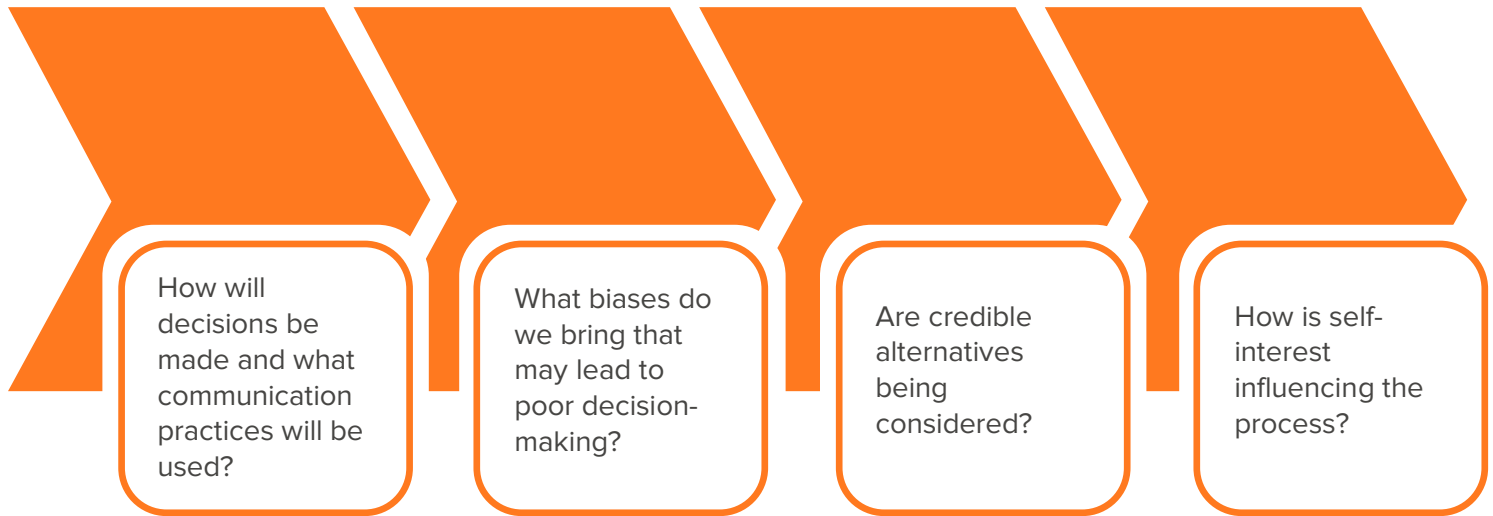 How will
decisions be
made and what
communication
practices will be
used?
What biases do
we bring that
may lead to
poor decision-
making?
Are credible
alternatives
being
considered?
How is self-
interest
influencing the
process?